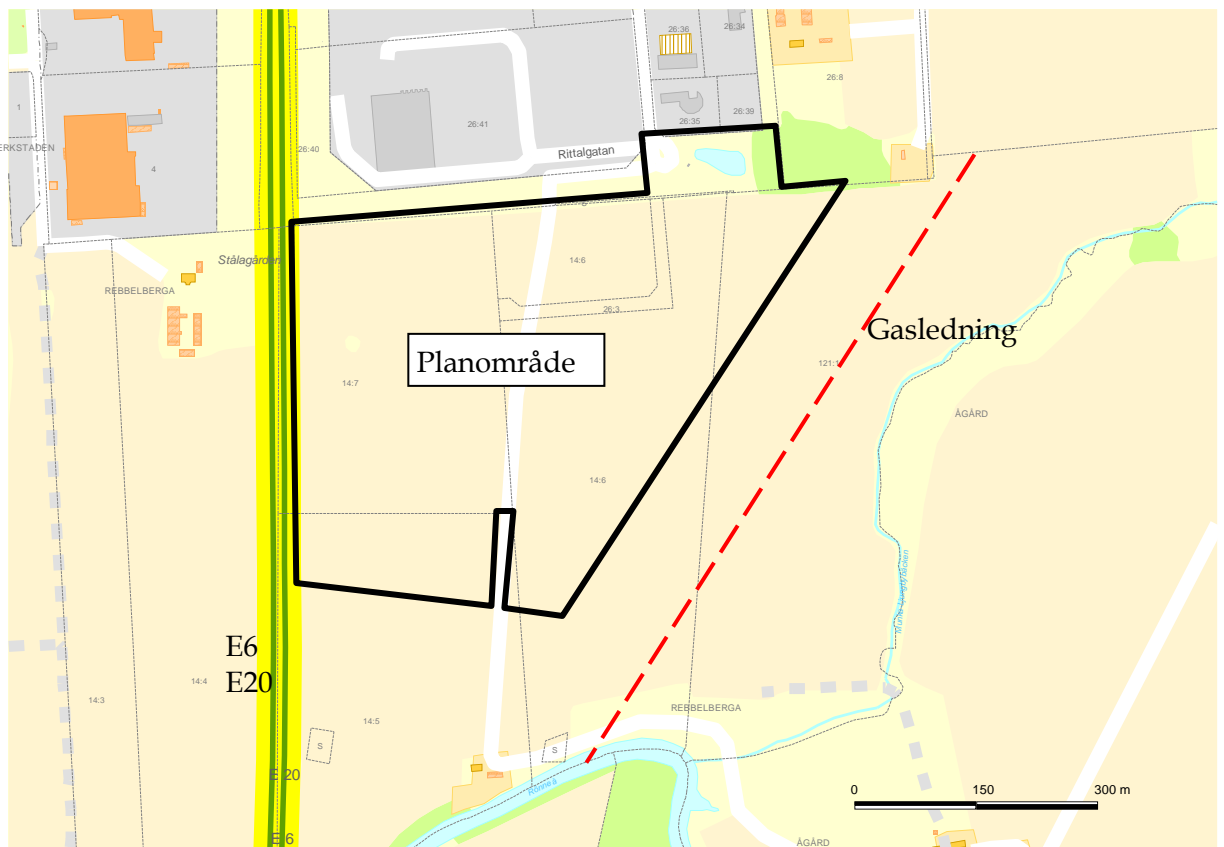 26:36
26:34
26:8
1
26:41
26:35
26:39
ERKSTADEN
26:40
Rittalgatan
4
Stålagården
14:6
REBBELBERGA
26:3
Gasledning
Planområde
121:1
14:7
ÅGÅRD
14:6
E6
E20
14:4
14:3
REBBELBERGA
14:5
S
S
E 20
Rönneå
0 150 300 m
E 6
ÅGÅRD